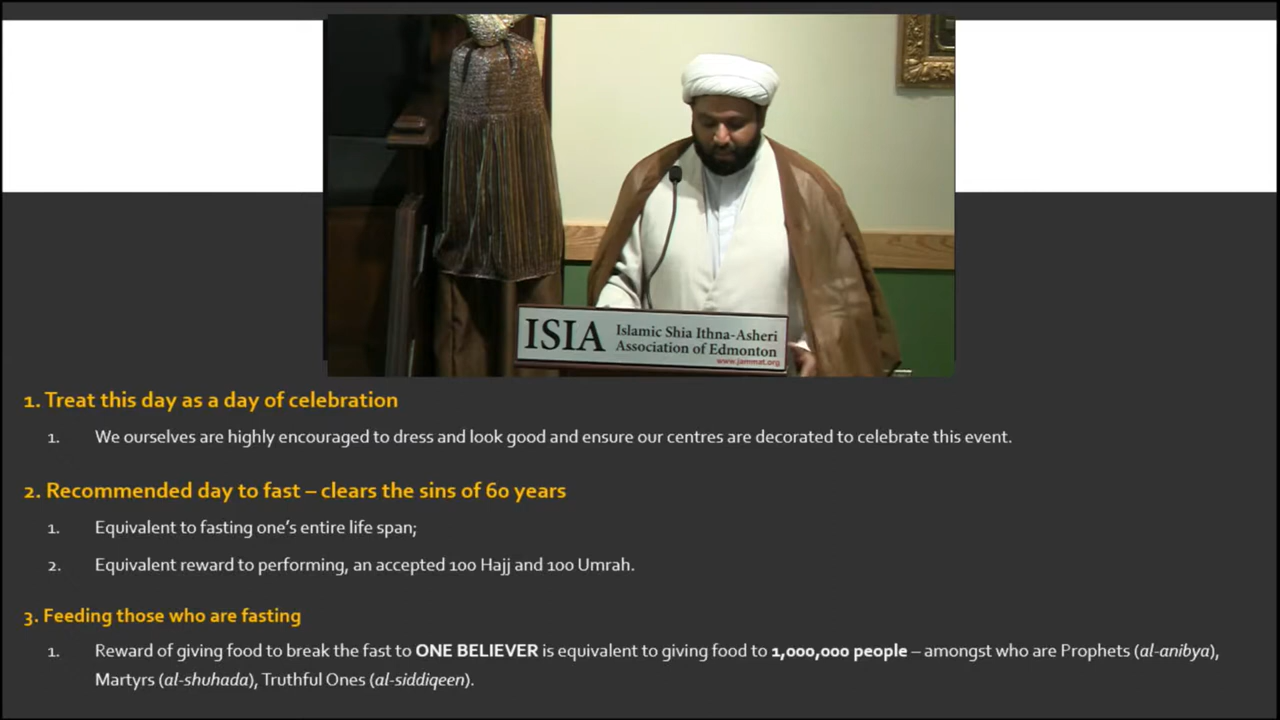 ISIA
Islamic Shia Ithna-Asheri
Association of Edmonton
www.jammat.org
1. Treat this day as a day of celebration
1. We ourselves are highly encouraged to dress and look good and ensure our centres are decorated to celebrate this event.
2. Recommended day to fast – clears the sins of 60 years
1. Equivalent to fasting one's entire life span;
2. Equivalent reward to performing, an accepted 100 Hajj and 100 Umrah.
3. Feeding those who are fasting
1. Reward of giving food to break the fast to ONE BELIEVER is equivalent to giving food to 1,000,000 people – amongst who are Prophets (al-anibya),
Martyrs (al-shuhada), Truthful Ones (al-siddiqeen).